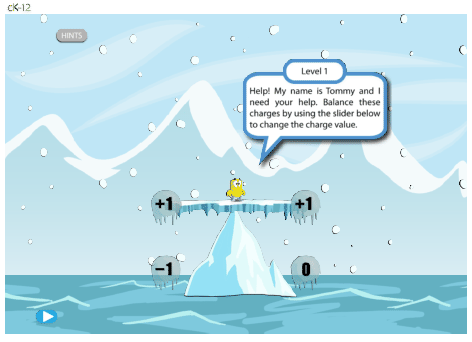 cK-12
HINTS
Level 1
Help! My name is Tommy and I
need your help. Balance these
charges by using the slider below
to change the charge value.
+1 +1
−1 0